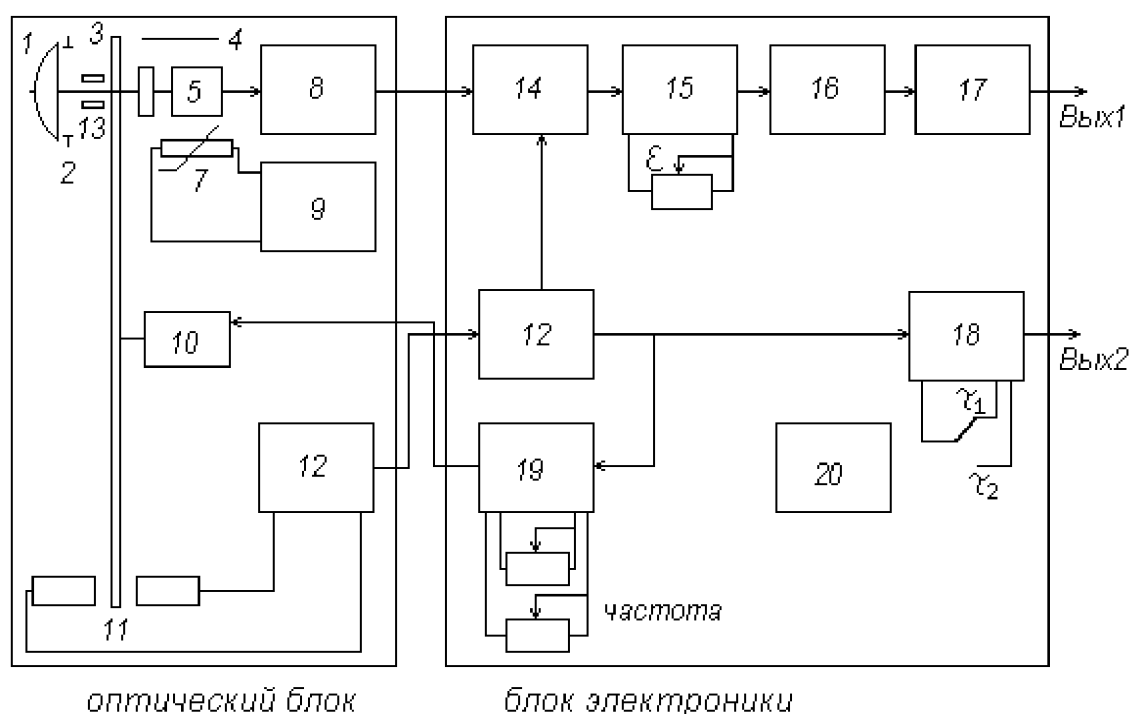 1 3 4
5 8 14 15 16 17
Вых1
13
2 7 ε
9
10 12 18
Вых2
τ1
12 19 20
τ2
частота
11
оптический блок блок электроники